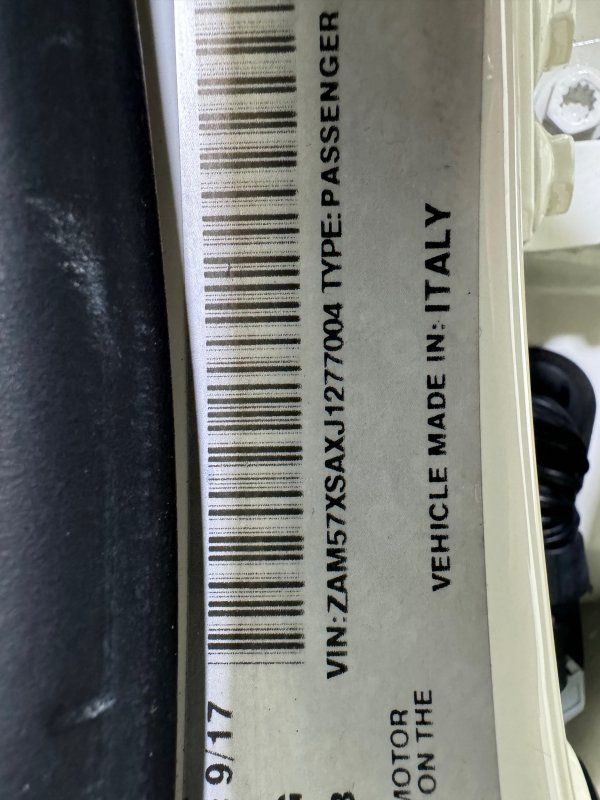 9/17
VIN:ZAM57XSAXJ1277004 TYPE:PASSENGER
MOTOR
VEHICLE MADE IN: ITALY
ON THE